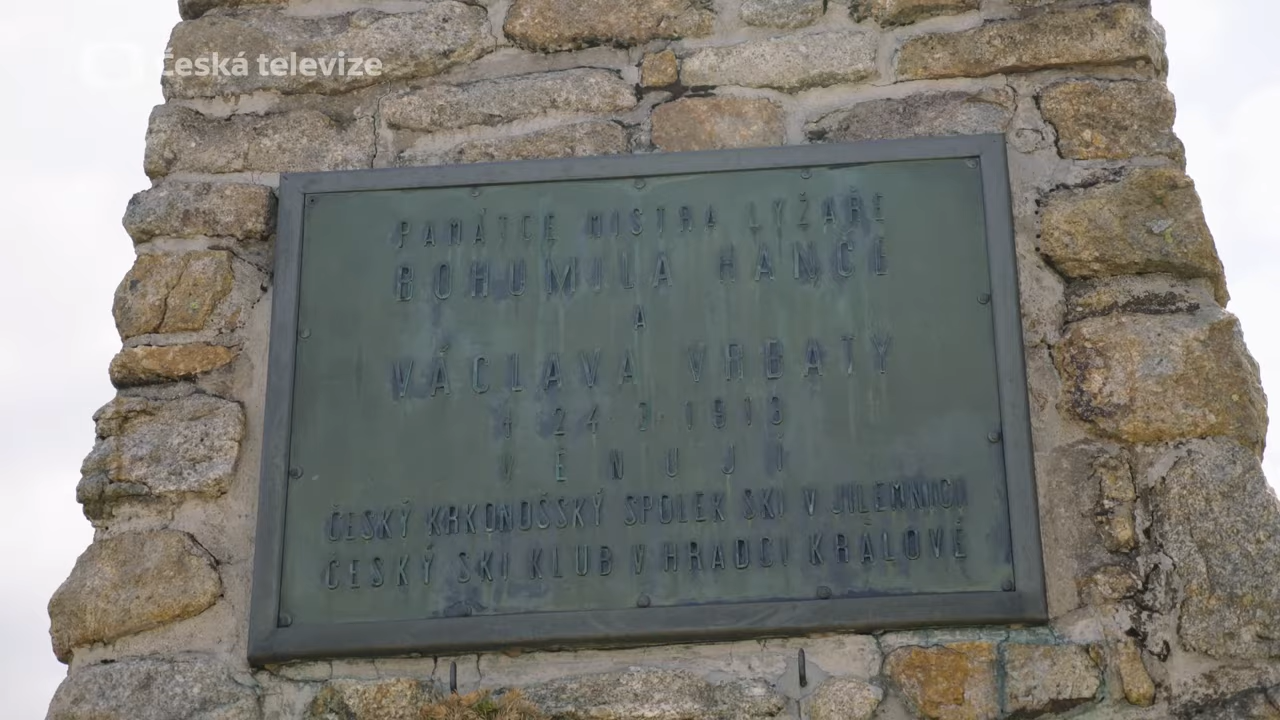 Česká televize
PAMÁTCE MISTRA LYŽAŘE
BOHUMILA HANČE
A
VÁCLAVA VRBATY
† 24·3·1913
VĚNUJÍ
ČESKÝ KRKONOŠSKÝ SPOLEK SKI V JILEMNICI
ČESKÝ SKI KLUB V HRADCI KRÁLOVÉ